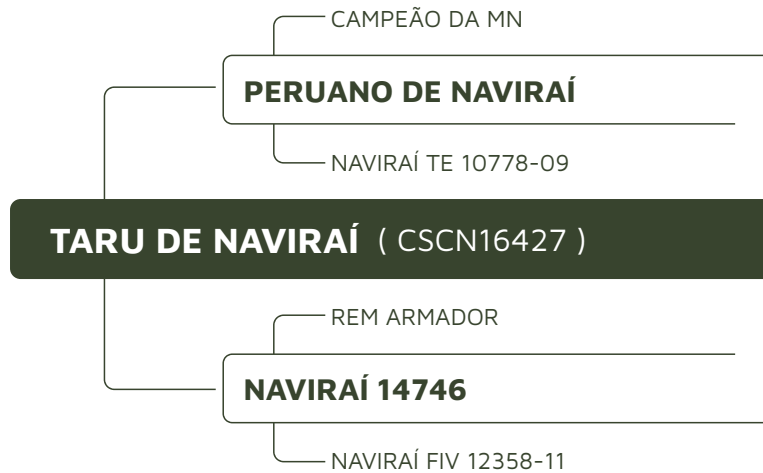 CAMPEÃO DA MN
PERUANO DE NAVIRAÍ
NAVIRAÍ TE 10778-09
TARU DE NAVIRAÍ ( CSCN16427 )
REM ARMADOR
NAVIRAÍ 14746
NAVIRAÍ FIV 12358-11